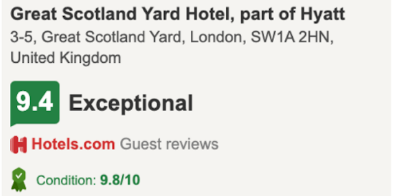 Great Scotland Yard Hotel, part of Hyatt
3-5, Great Scotland Yard, London, SW1A 2HN,
United Kingdom
9.4 Exceptional
Hotels.com Guest reviews
Condition: 9.8/10